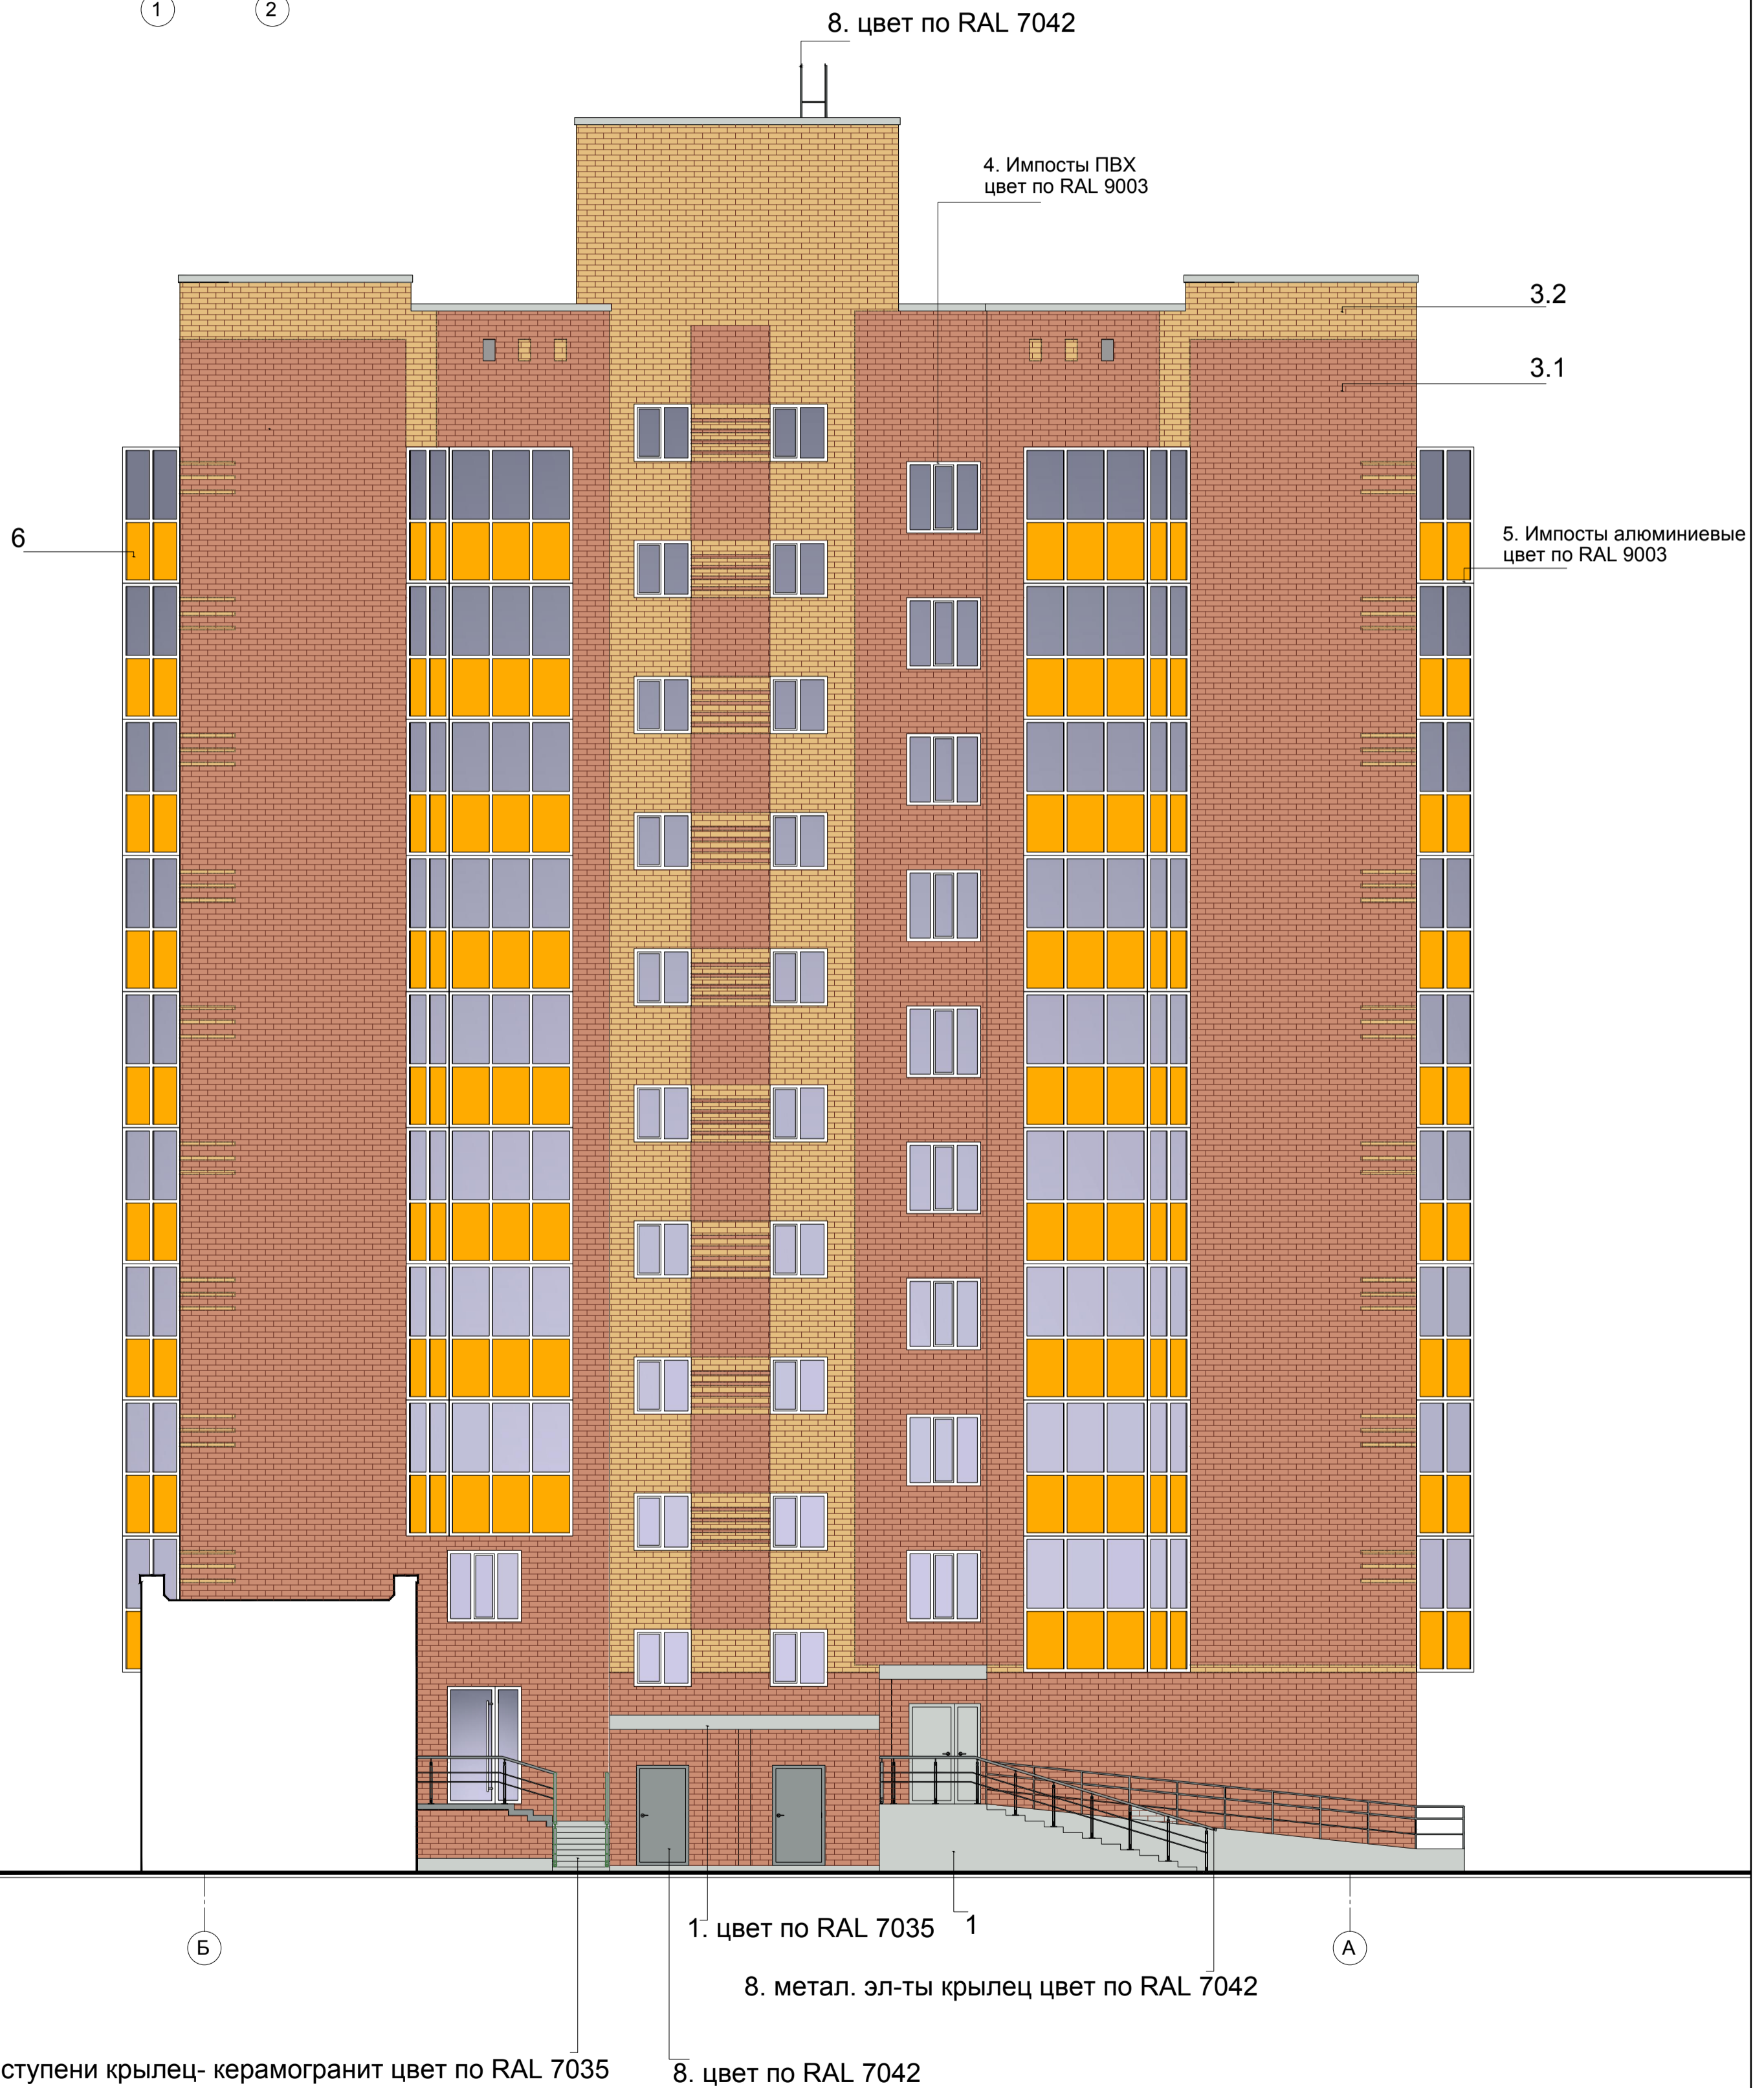 1 2
8. цвет по RAL 7042
4. Импосты ПВХ
цвет по RAL 9003
3.2
3.1
6
5. Импосты алюминиевые
цвет по RAL 9003
1. цвет по RAL 7035
1
Б
А
8. метал. эл-ты крылец цвет по RAL 7042
ступени крылец- керамогранит цвет по RAL 7035
8. цвет по RAL 7042